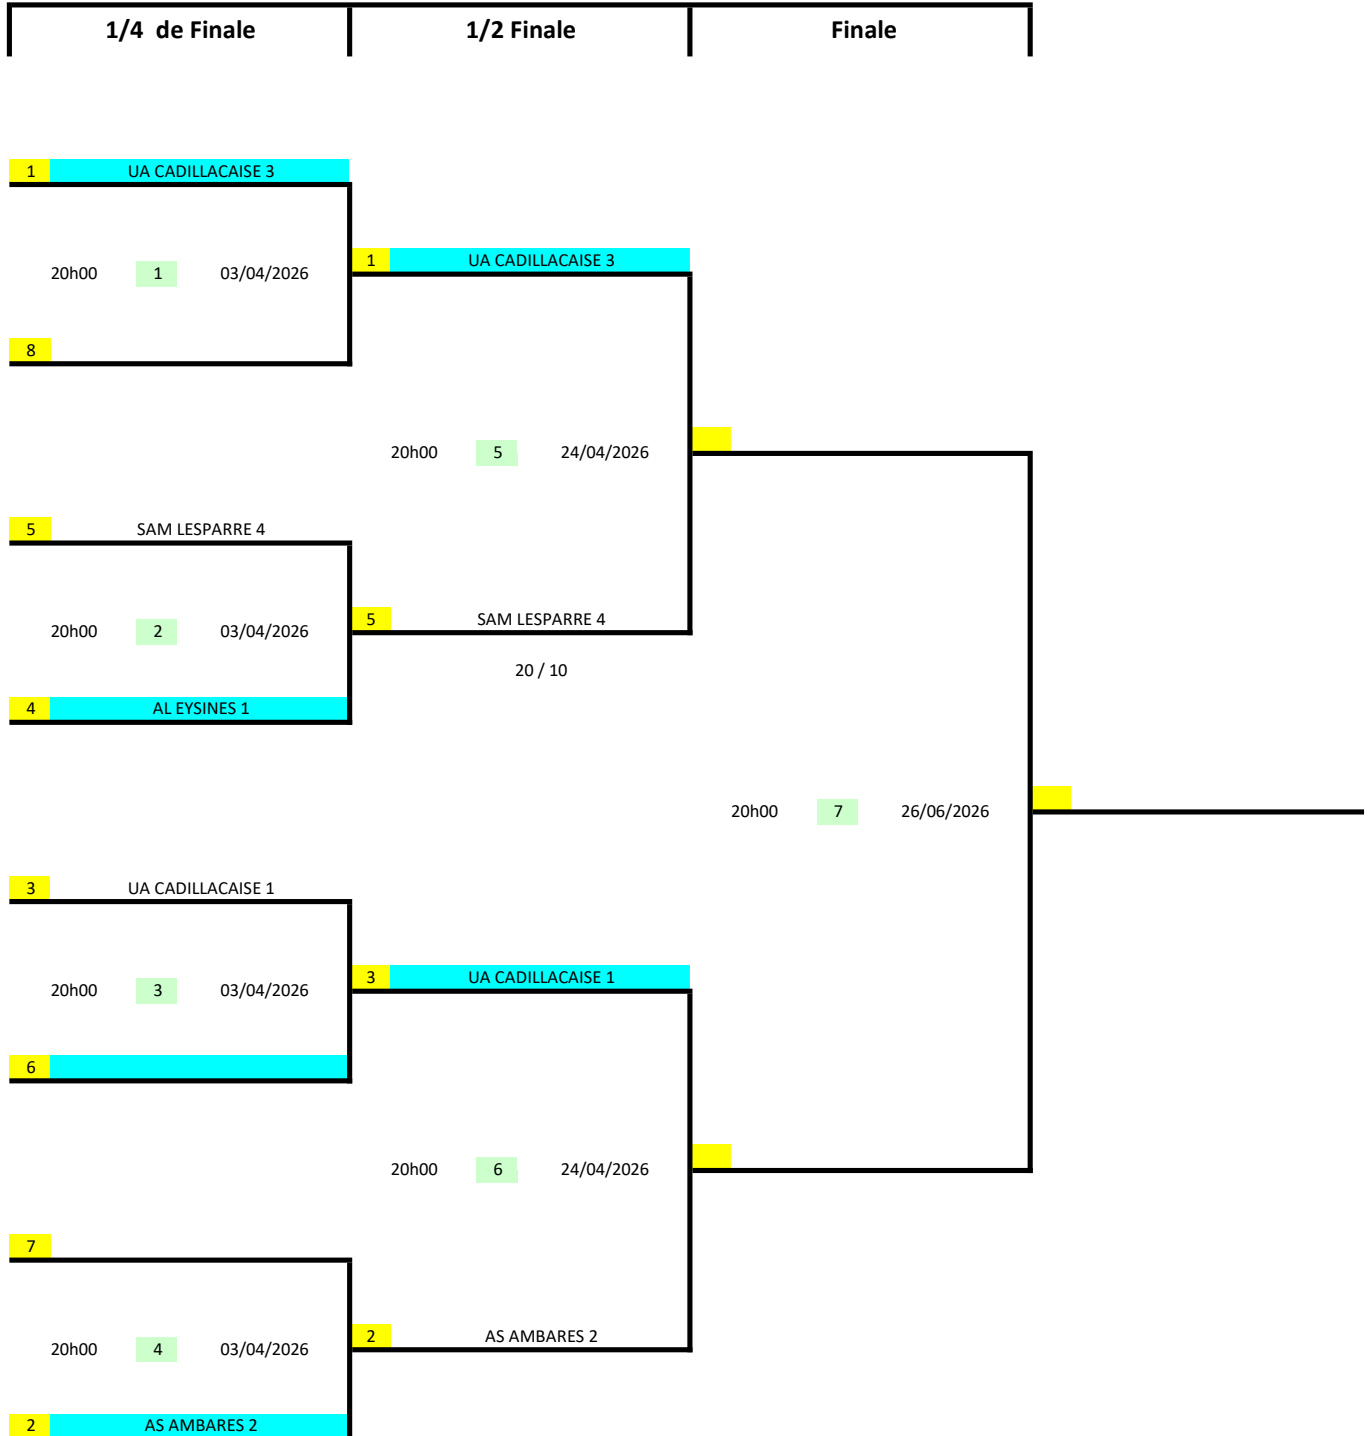 1/4 de Finale 1/2 Finale Finale
1 UA CADILLACAISE 3
1 UA CADILLACAISE 3
20h00 1 03/04/2026
8
20h00 5 24/04/2026
5 SAM LESPARRE 4
5 SAM LESPARRE 4
20h00 2 03/04/2026
20 / 10
4 AL EYSINES 1
20h00 7 26/06/2026
3 UA CADILLACAISE 1
3 UA CADILLACAISE 1
20h00 3 03/04/2026
6
20h00 6 24/04/2026
7
2 AS AMBARES 2
20h00 4 03/04/2026
2 AS AMBARES 2